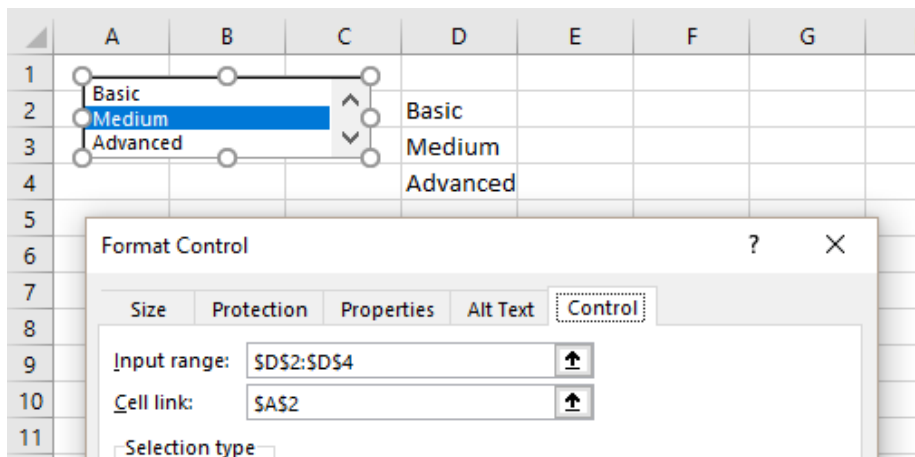 A B C D E F G
1
Basic
2 Medium Basic
3 Advanced Medium
4 Advanced
5
6 Format Control ? ×
7
8 Size Protection Properties Alt Text Control
9 Input range: $D$2:$D$4
10 Cell link: $A$2
11 Selection type